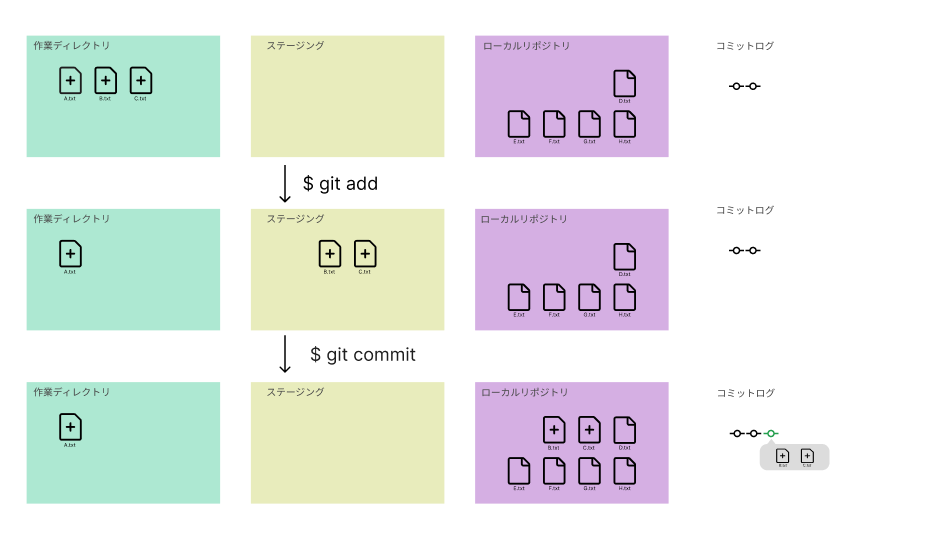 作業ディレクトリ
ステージング
ローカルリポジトリ
コミットログ
A.txt
B.txt
C.txt
D.txt
E.txt
F.txt
G.txt
H.txt
$ git add
作業ディレクトリ
ステージング
ローカルリポジトリ
コミットログ
A.txt
B.txt
C.txt
D.txt
E.txt
F.txt
G.txt
H.txt
$ git commit
作業ディレクトリ
ステージング
ローカルリポジトリ
コミットログ
A.txt
B.txt
C.txt
D.txt
E.txt
F.txt
G.txt
H.txt
B.txt
C.txt